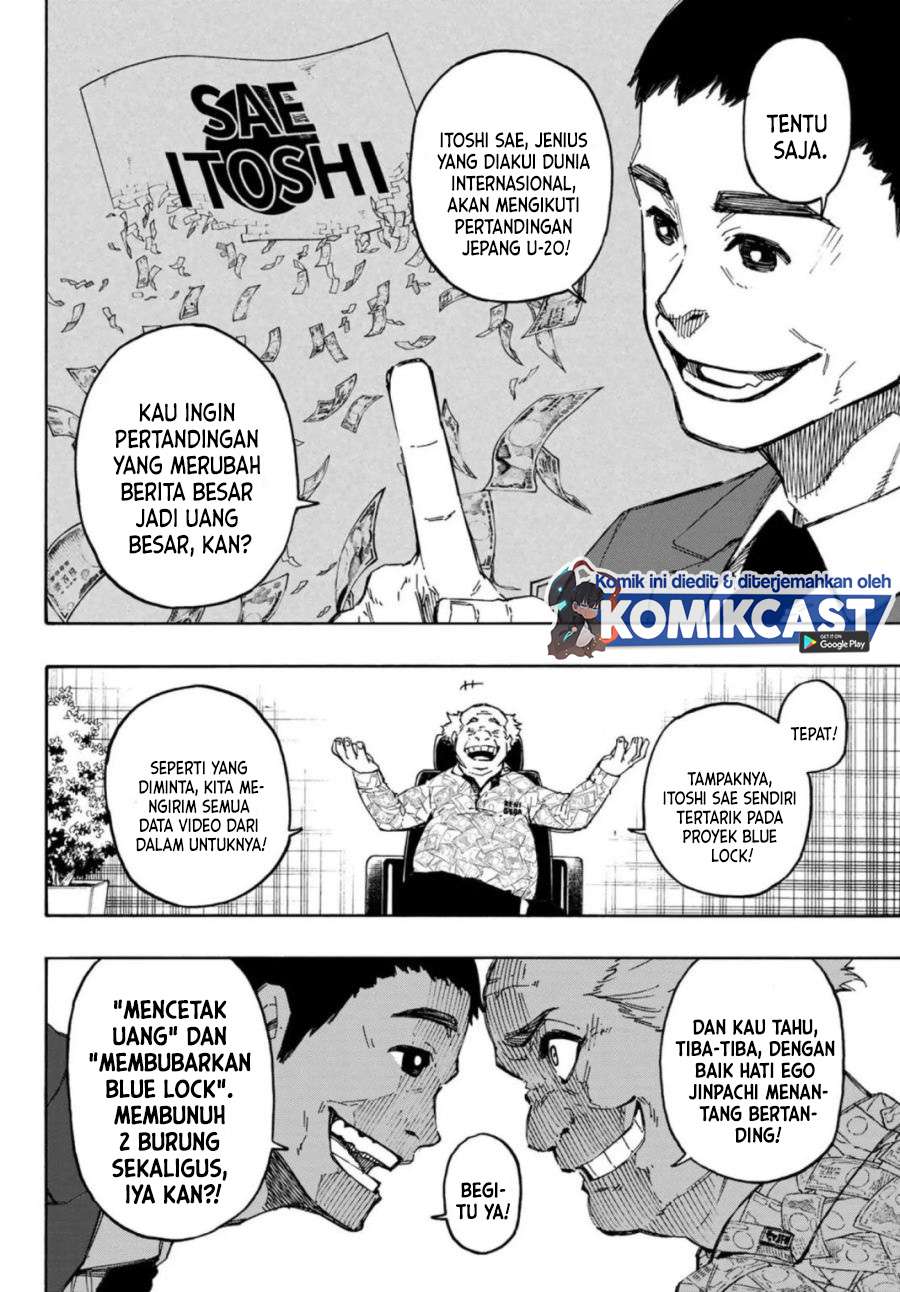 TENTU
SAJA.
ITOSHI SAE, JENIUS
YANG DIAKUI DUNIA
INTERNASIONAL,
AKAN MENGIKUTI
PERTANDINGAN
JEPANG U-20!
SAE
ITOSHI
KAU INGIN
PERTANDINGAN
YANG MERUBAH
BERITA BESAR
JADI UANG
BESAR, KAN?
Komik ini diedit & diterjemahkan oleh
KOMIKCAST
GET IT ON
Google Play
TEPAT!
TAMPAKNYA,
ITOSHI SAE SENDIRI
TERTARIK PADA
PROYEK BLUE
LOCK!
SEPERTI YANG
DIMINTA, KITA ME-
NGIRIM SEMUA
DATA VIDEO DARI
DALAM UNTUKNYA!
DAN KAU TAHU,
TIBA-TIBA, DENGAN
BAIK HATI EGO
JINPACHI MENAN-
TANG BERTAN-
DING!
BEGI-
TU YA!
"MENCETAK
UANG" DAN
"MEMBUBARKAN
BLUE LOCK".
MEMBUNUH
2 BURUNG
SEKALIGUS,
IYA KAN?!